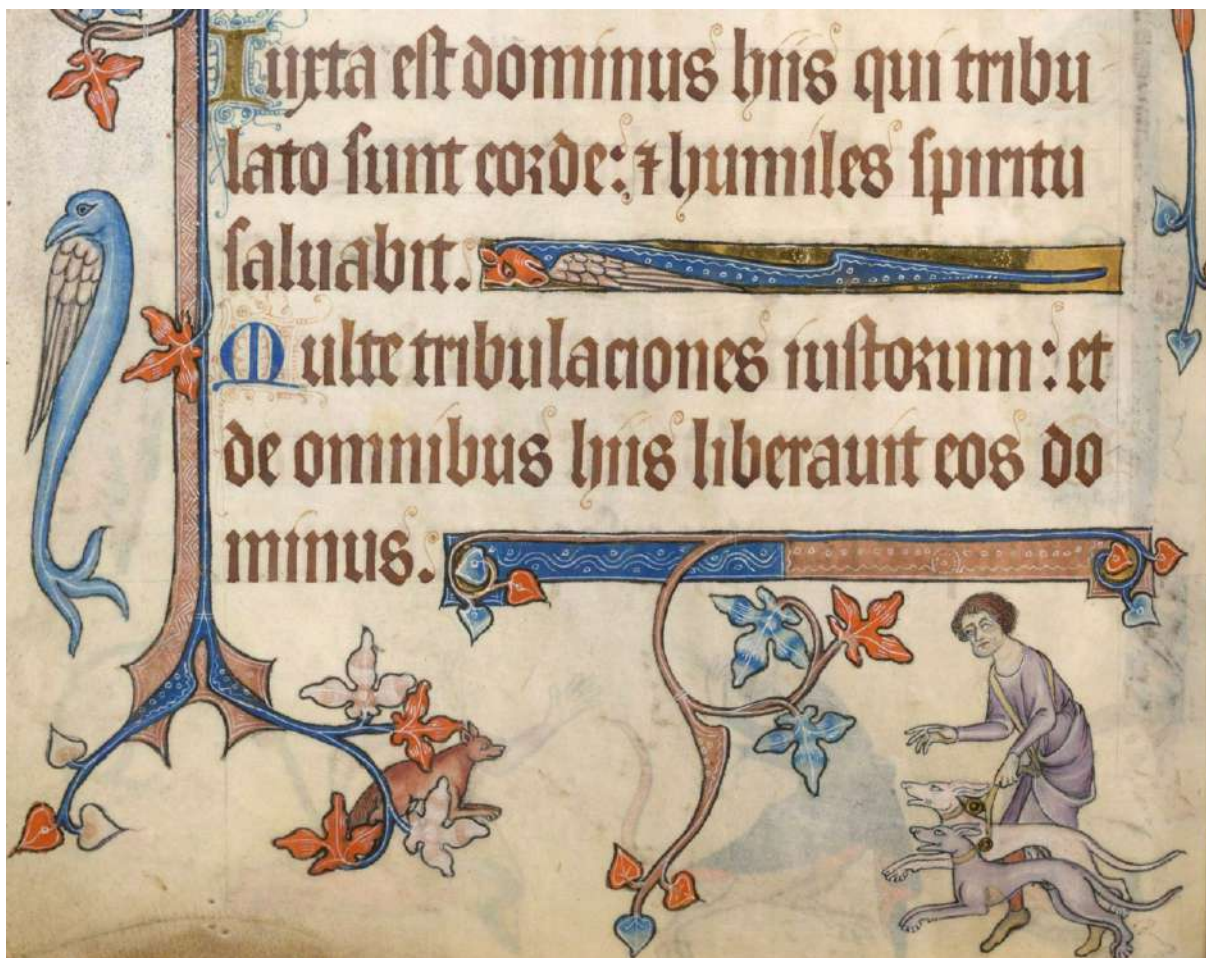 Iuxta est dominus hiis qui tribu
lato sunt corde: ⁊ humiles spiritu
saluabit.
Multe tribulaciones iustorum: et
de omnibus hiis liberauit eos do
minus.